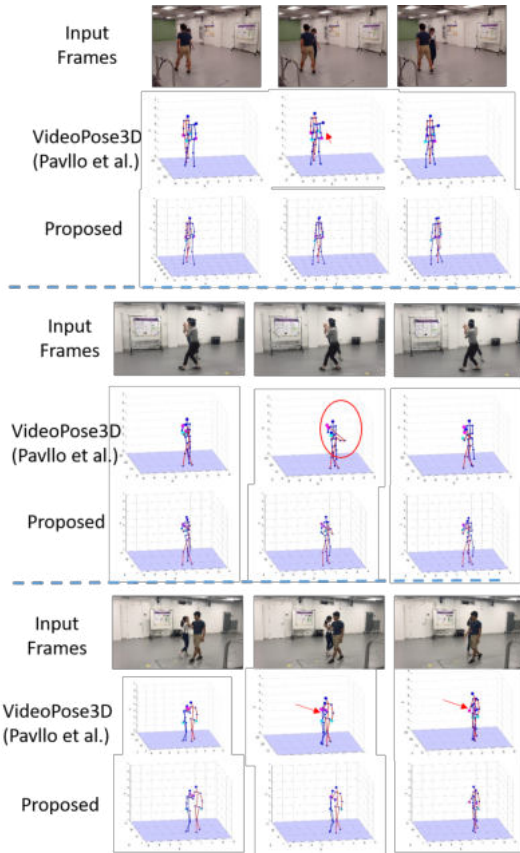 Input
Frames
VideoPose3D
(Pavllo et al.)
Proposed
Input
Frames
VideoPose3D
(Pavllo et al.)
Proposed
Input
Frames
VideoPose3D
(Pavllo et al.)
Proposed